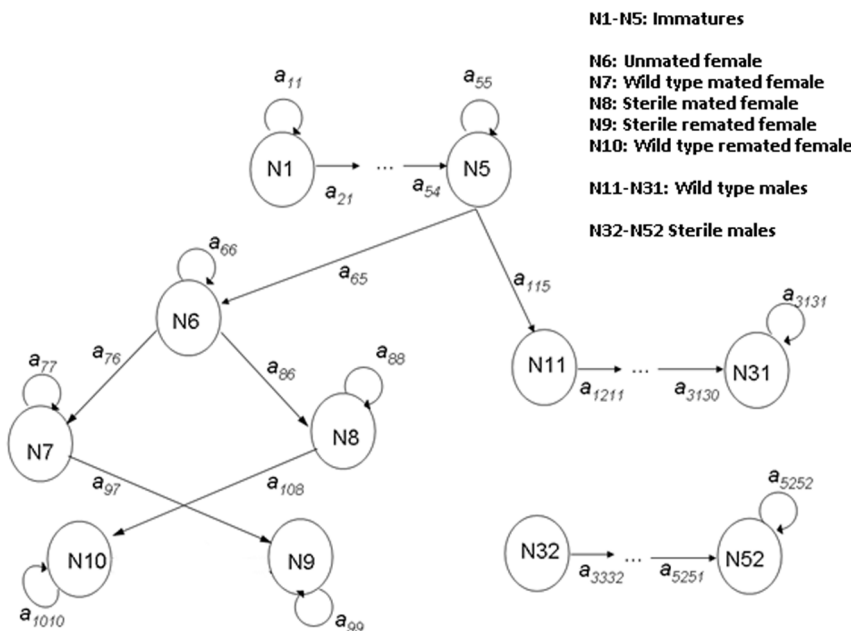 N1-N5: Immatures
N6: Unmated female
N7: Wild type mated female
N8: Sterile mated female
N9: Sterile remated female
N10: Wild type remated female
N11-N31: Wild type males
N32-N52 Sterile males
a11
a55
N1
...
N5
a21
a54
a66
a65
a115
N6
a3131
a77
a76
a86
a88
N11
...
N31
a1211
a3130
N7
N8
a97
a108
a5252
N10
N9
N32
...
N52
a3332
a5251
a1010
a99